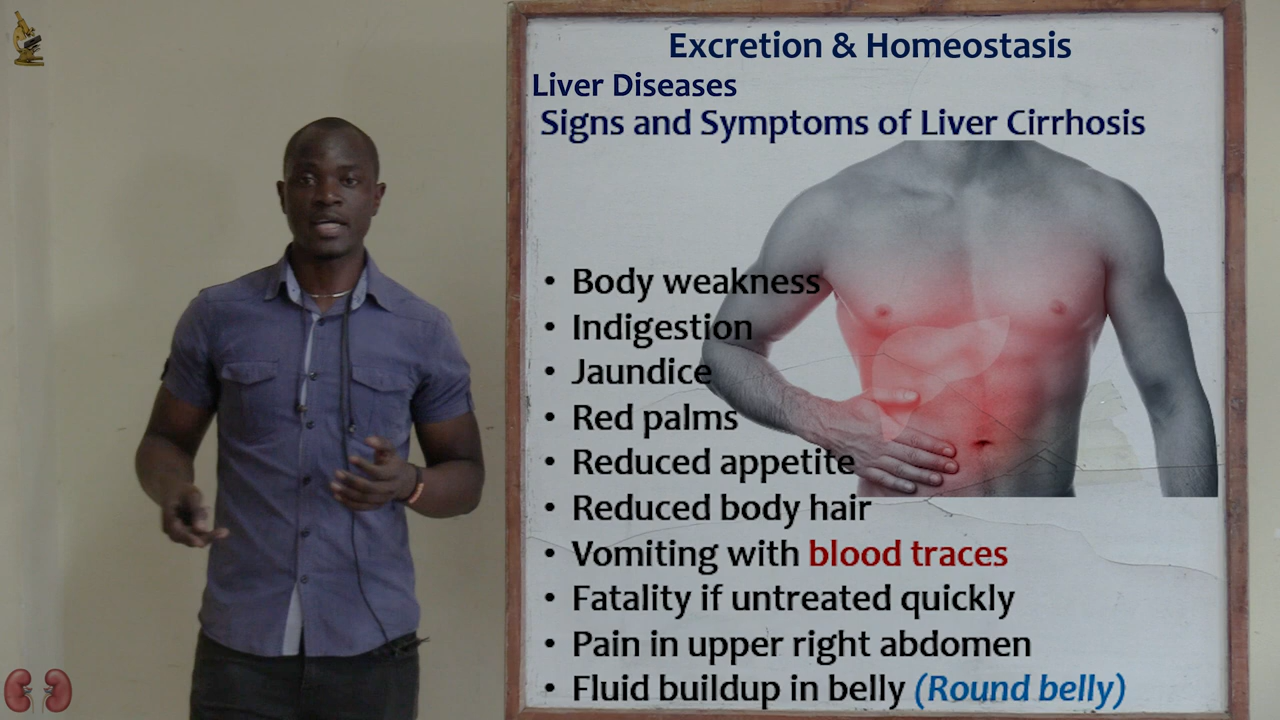 Excretion & Homeostasis
Liver Diseases
Signs and Symptoms of Liver Cirrhosis
• Body weakness
• Indigestion
• Jaundice
• Red palms
• Reduced appetite
• Reduced body hair
• Vomiting with blood traces
• Fatality if untreated quickly
• Pain in upper right abdomen
• Fluid buildup in belly (Round belly)